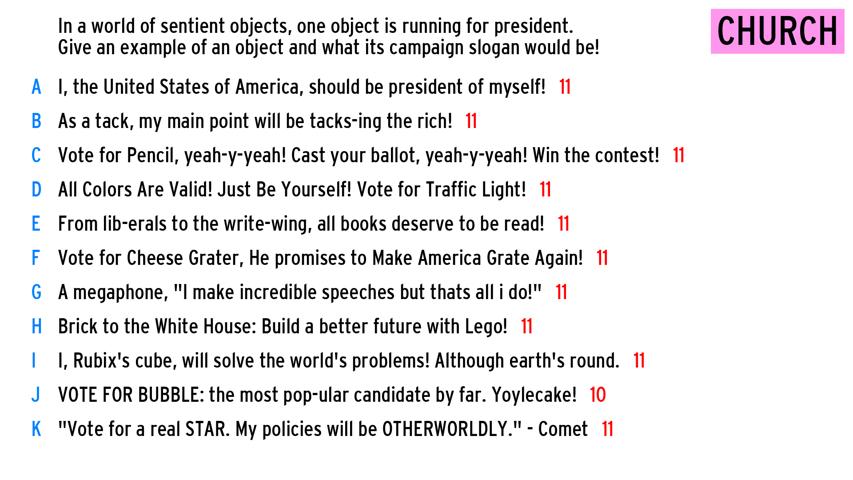 In a world of sentient objects, one object is running for president.
Give an example of an object and what its campaign slogan would be!
CHURCH
A I, the United States of America, should be president of myself! 11
B As a tack, my main point will be tacks-ing the rich! 11
C Vote for Pencil, yeah-y-yeah! Cast your ballot, yeah-y-yeah! Win the contest! 11
D All Colors Are Valid! Just Be Yourself! Vote for Traffic Light! 11
E From lib-erals to the write-wing, all books deserve to be read! 11
F Vote for Cheese Grater, He promises to Make America Grate Again! 11
G A megaphone, "I make incredible speeches but thats all i do!" 11
H Brick to the White House: Build a better future with Lego! 11
I I, Rubix's cube, will solve the world's problems! Although earth's round. 11
J VOTE FOR BUBBLE: the most pop-ular candidate by far. Yoylecake! 10
K "Vote for a real STAR. My policies will be OTHERWORLDLY." - Comet 11